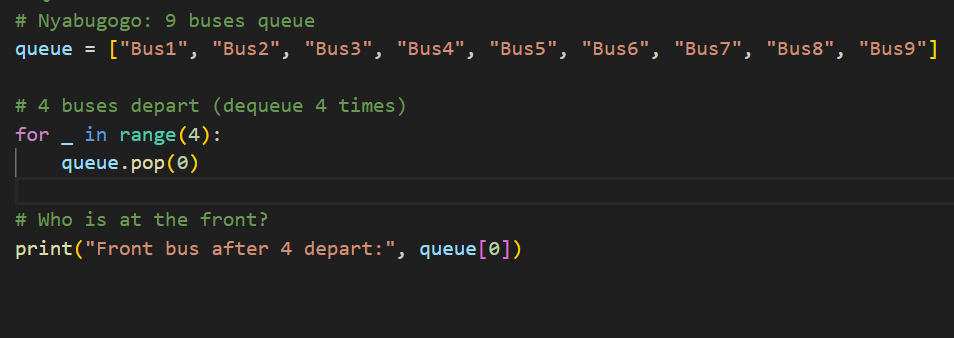 # Nyabugogo: 9 buses queue
queue = ["Bus1", "Bus2", "Bus3", "Bus4", "Bus5", "Bus6", "Bus7", "Bus8", "Bus9"]
# 4 buses depart (dequeue 4 times)
for _ in range(4):
    queue.pop(0)
# Who is at the front?
print("Front bus after 4 depart:", queue[0])